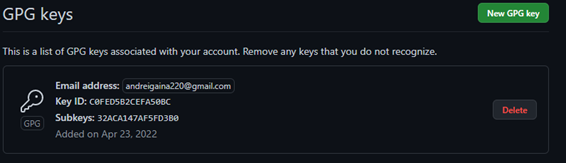 GPG keys
New GPG key
This is a list of GPG keys associated with your account. Remove any keys that you do not recognize.
Email address: andreigaina220@gmail.com
Key ID: C0FED5B2CEFA50BC
Subkeys: 32ACA147AF5FD3B0
GPG
Added on Apr 23, 2022
Delete